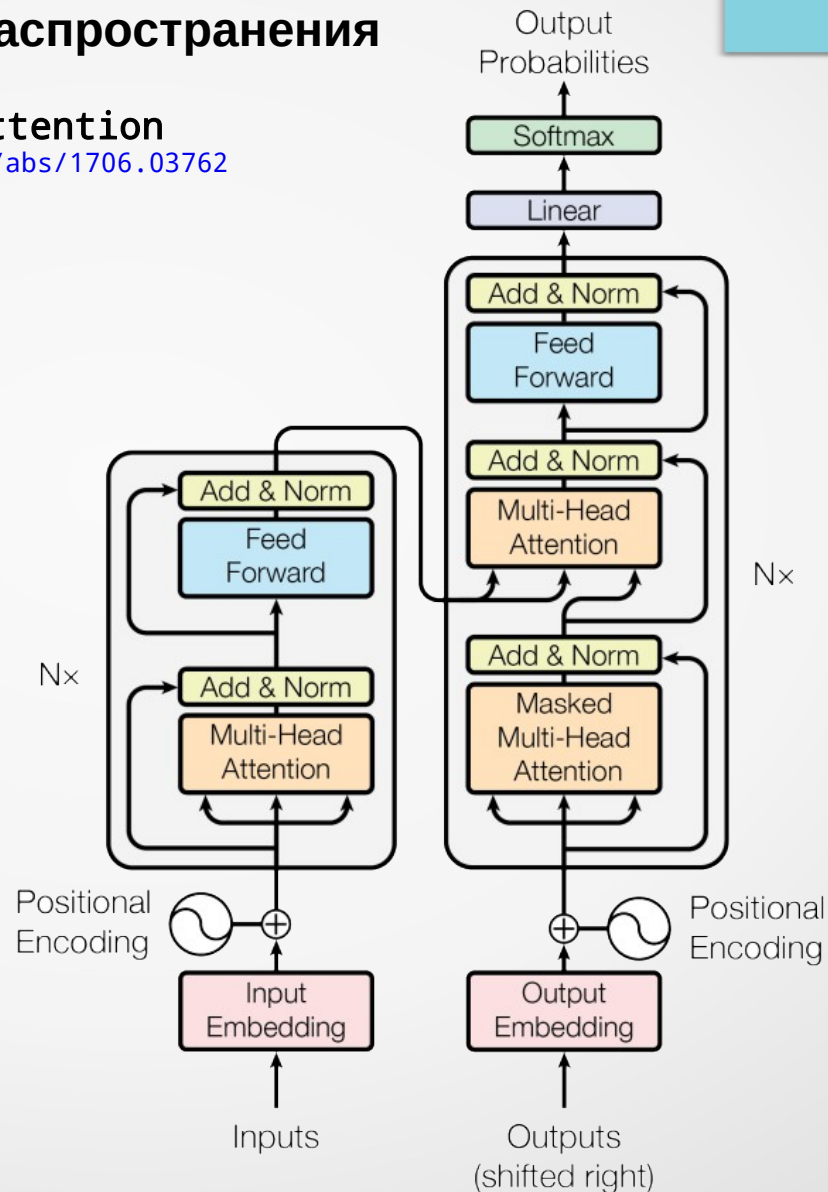 аспространения
ttention
/abs/1706.03762
Output
Probabilities
Softmax
Linear
Add & Norm
Feed
Forward
Add & Norm
Multi-Head
Attention
Nx
Add & Norm
Masked
Multi-Head
Attention
Add & Norm
Feed
Forward
Nx
Add & Norm
Multi-Head
Attention
Positional
Encoding
Positional
Encoding
Input
Embedding
Output
Embedding
Inputs
Outputs
(shifted right)